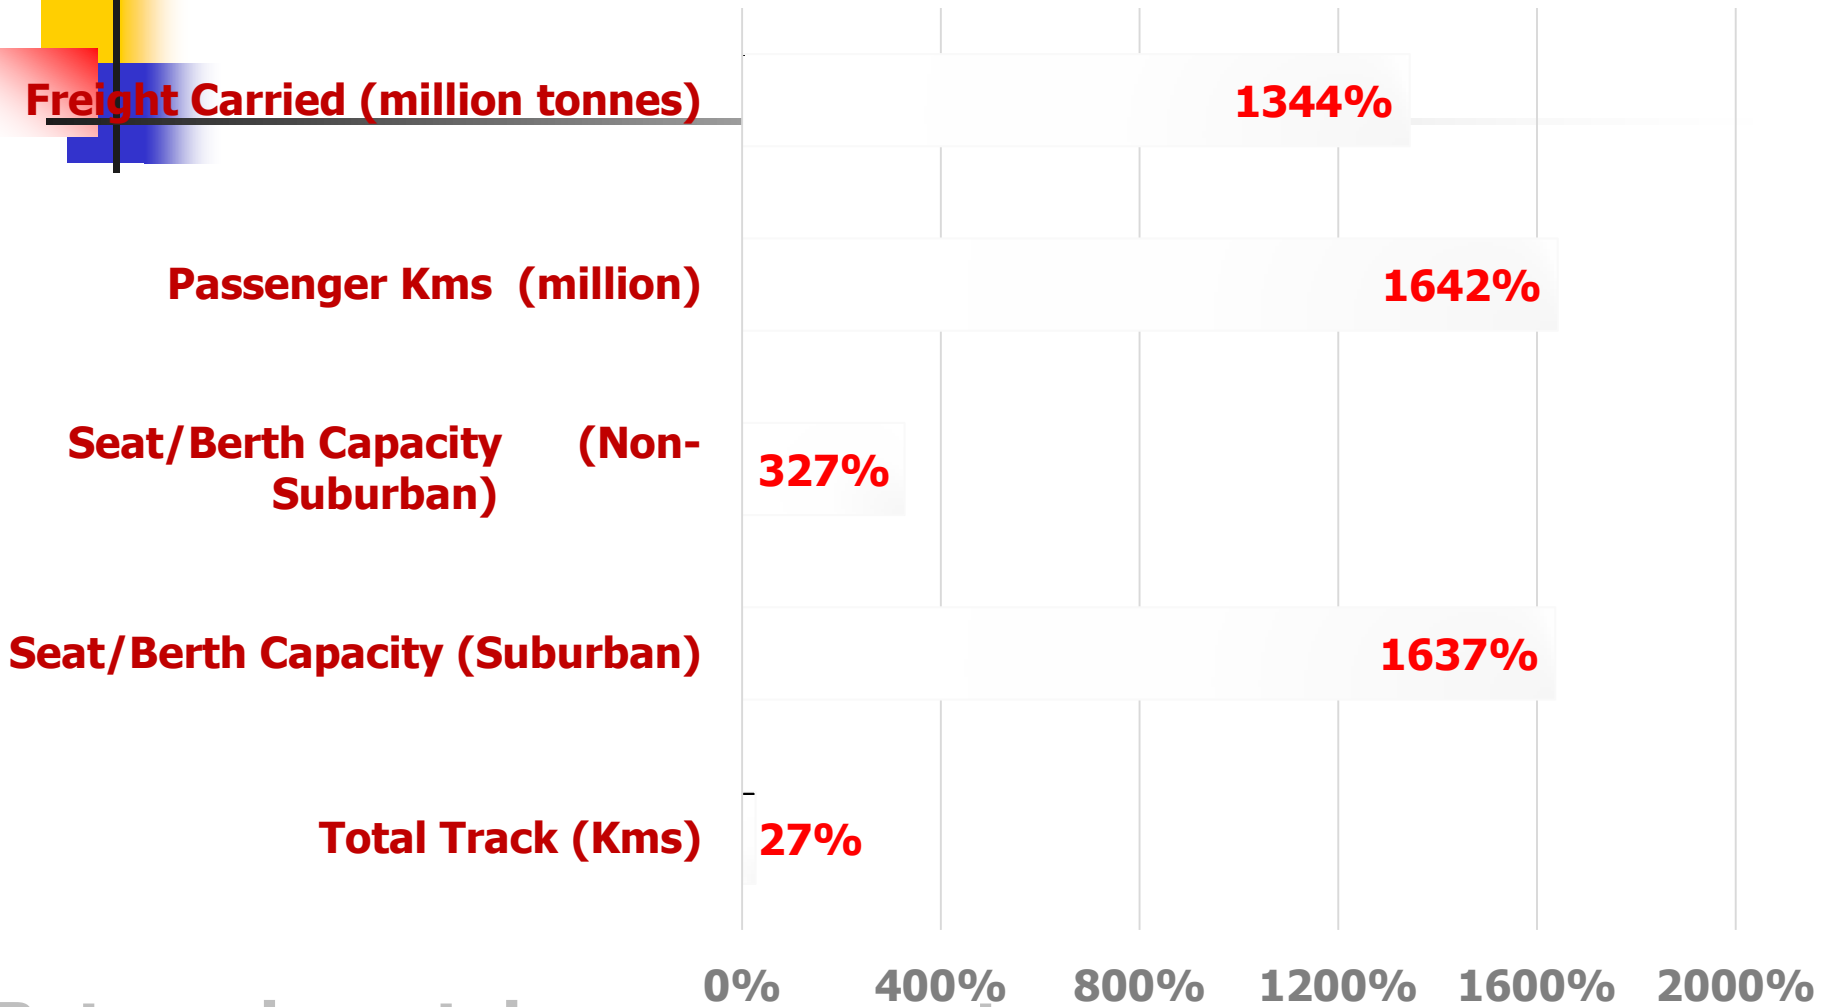 Freight Carried (million tonnes)
1344%
Passenger Kms (million)
1642%
Seat/Berth Capacity (Non-
Suburban)
327%
Seat/Berth Capacity (Suburban)
1637%
Total Track (Kms)
27%
0% 400% 800% 1200% 1600% 2000%